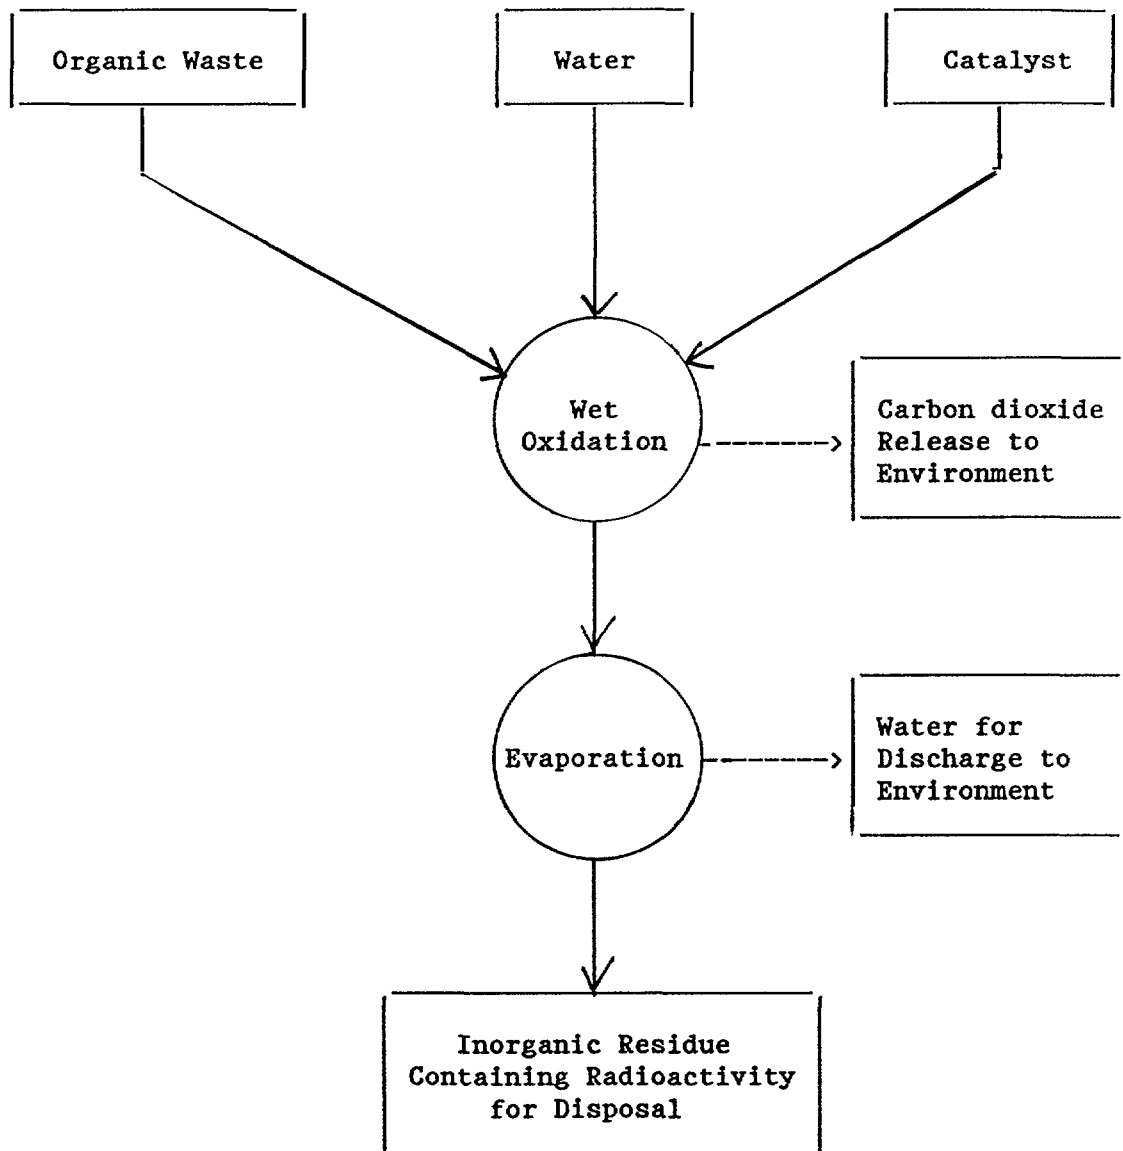 Organic Waste
Water
Catalyst
Wet
Oxidation
Carbon dioxide
Release to
Environment
Evaporation
Water for
Discharge to
Environment
Inorganic Residue
Containing Radioactivity
for Disposal